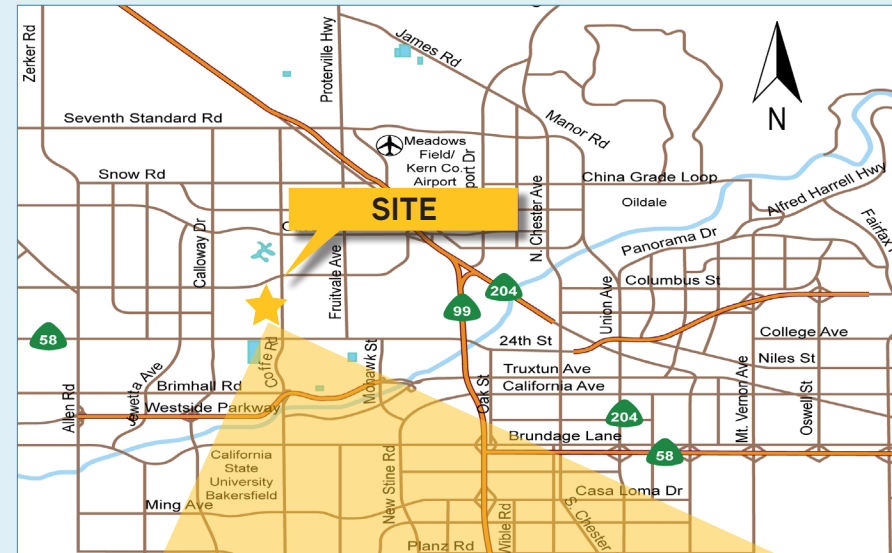 Zerker Rd
Proterville Hwy
James Rd
N
Seventh Standard Rd
Manor Rd
Meadows
Field/
Kern Co.
Airport
port Dr
Snow Rd
China Grade Loop
Oildale
Alfred Harrell Hwy
SITE
N. Chester Ave
Fairfax
Panorama Dr
Calloway Dr
Fruitvale Ave
Columbus St
Union Ave
204
99
58
24th St
College Ave
Niles St
Coffe Rd
Mohawk St
Truxtun Ave
California Ave
Jewetta Ave
Brimhall Rd
Westside Parkway
Allen Rd
Oak St
204
Mt. Vernon Ave
Oswell St
Brundage Lane
58
California
State
University
Bakersfield
New Stine Rd
Casa Loma Dr
Ming Ave
Wible Rd
S. Chester
Planz Rd